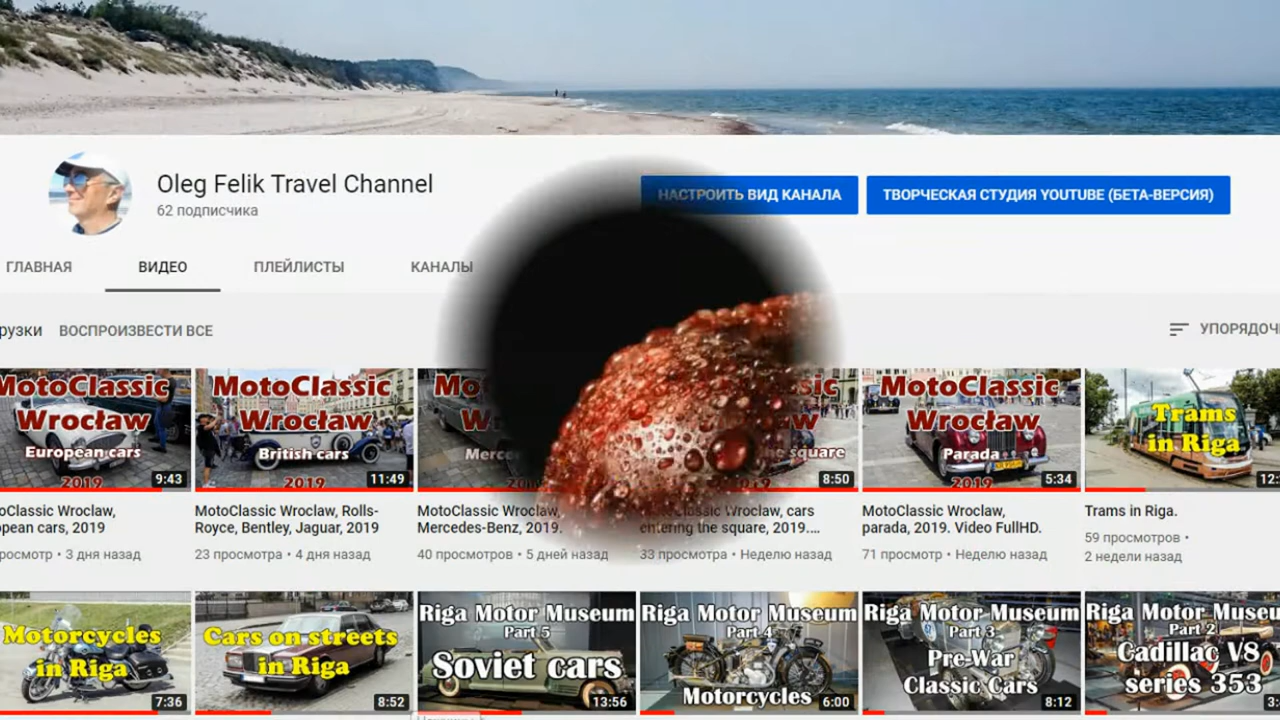 Oleg Felik Travel Channel
62 подписчика
НАСТРОИТЬ ВИД КАНАЛА
ТВОРЧЕСКАЯ СТУДИЯ YOUTUBE (БЕТА-ВЕРСИЯ)
ГЛАВНАЯ
ВИДЕО
ПЛЕЙЛИСТЫ
КАНАЛЫ
ВОСПРОИЗВЕСТИ ВСЕ
MotoClassic
Wrocław
European cars
2019
9:43
MotoClassic
Wrocław
British cars
2019
11:49
8:50
MotoClassic
Wrocław
Parada
2019
5:34
Trams
in Riga
Wroclaw,
cars, 2019
3 дня назад
MotoClassic Wroclaw, Rolls-
Royce, Bentley, Jaguar, 2019
23 просмотра • 4 дня назад
MotoClassic Wroclaw,
Mercedes-Benz, 2019.
40 просмотров • 5 дней назад
Wroclaw, cars
entering the square, 2019....
33 просмотра • Неделю назад
MotoClassic Wroclaw,
parada, 2019. Video FullHD.
71 просмотр • Неделю назад
Trams in Riga.
59 просмотров •
2 недели назад
Motorcycles
in Riga
7:36
Cars on streets
in Riga
8:52
Riga Motor Museum
Part 5
Soviet cars
13:56
Riga Motor Museum
Part 4
Motorcycles
6:00
Riga Motor Museum
Part 3
Pre-War
Classic Cars
8:12
Riga Motor
Part 2
Cadillac V8
series 353